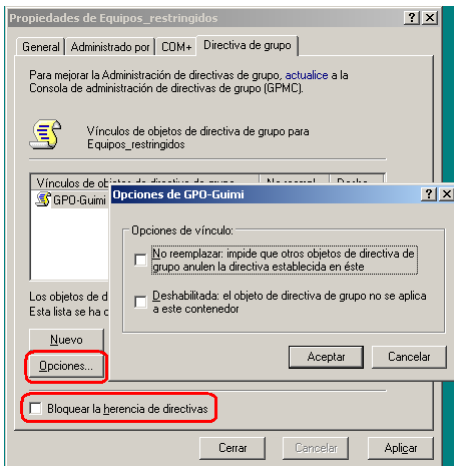 Propiedades de Equipos_restringidos
General Administrado por COM+ Directiva de grupo
Para mejorar la Administración de directivas de grupo, actualice a la
Consola de administración de directivas de grupo (GPMC).
Vínculos de objetos de directiva de grupo para
Equipos_restringidos
Vínculos de
GPO-Guimi
Opciones de GPO-Guimi
Opciones de vínculo:
No reemplazar: impide que otros objetos de directiva de
grupo anulen la directiva establecida en éste
Deshabilitada: el objeto de directiva de grupo no se aplica
a este contenedor
Aceptar Cancelar
Los objetos de d
Esta lista se ha c
Nuevo
Opciones...
Bloquear la herencia de directivas
Cerrar Cancelar Aplicar